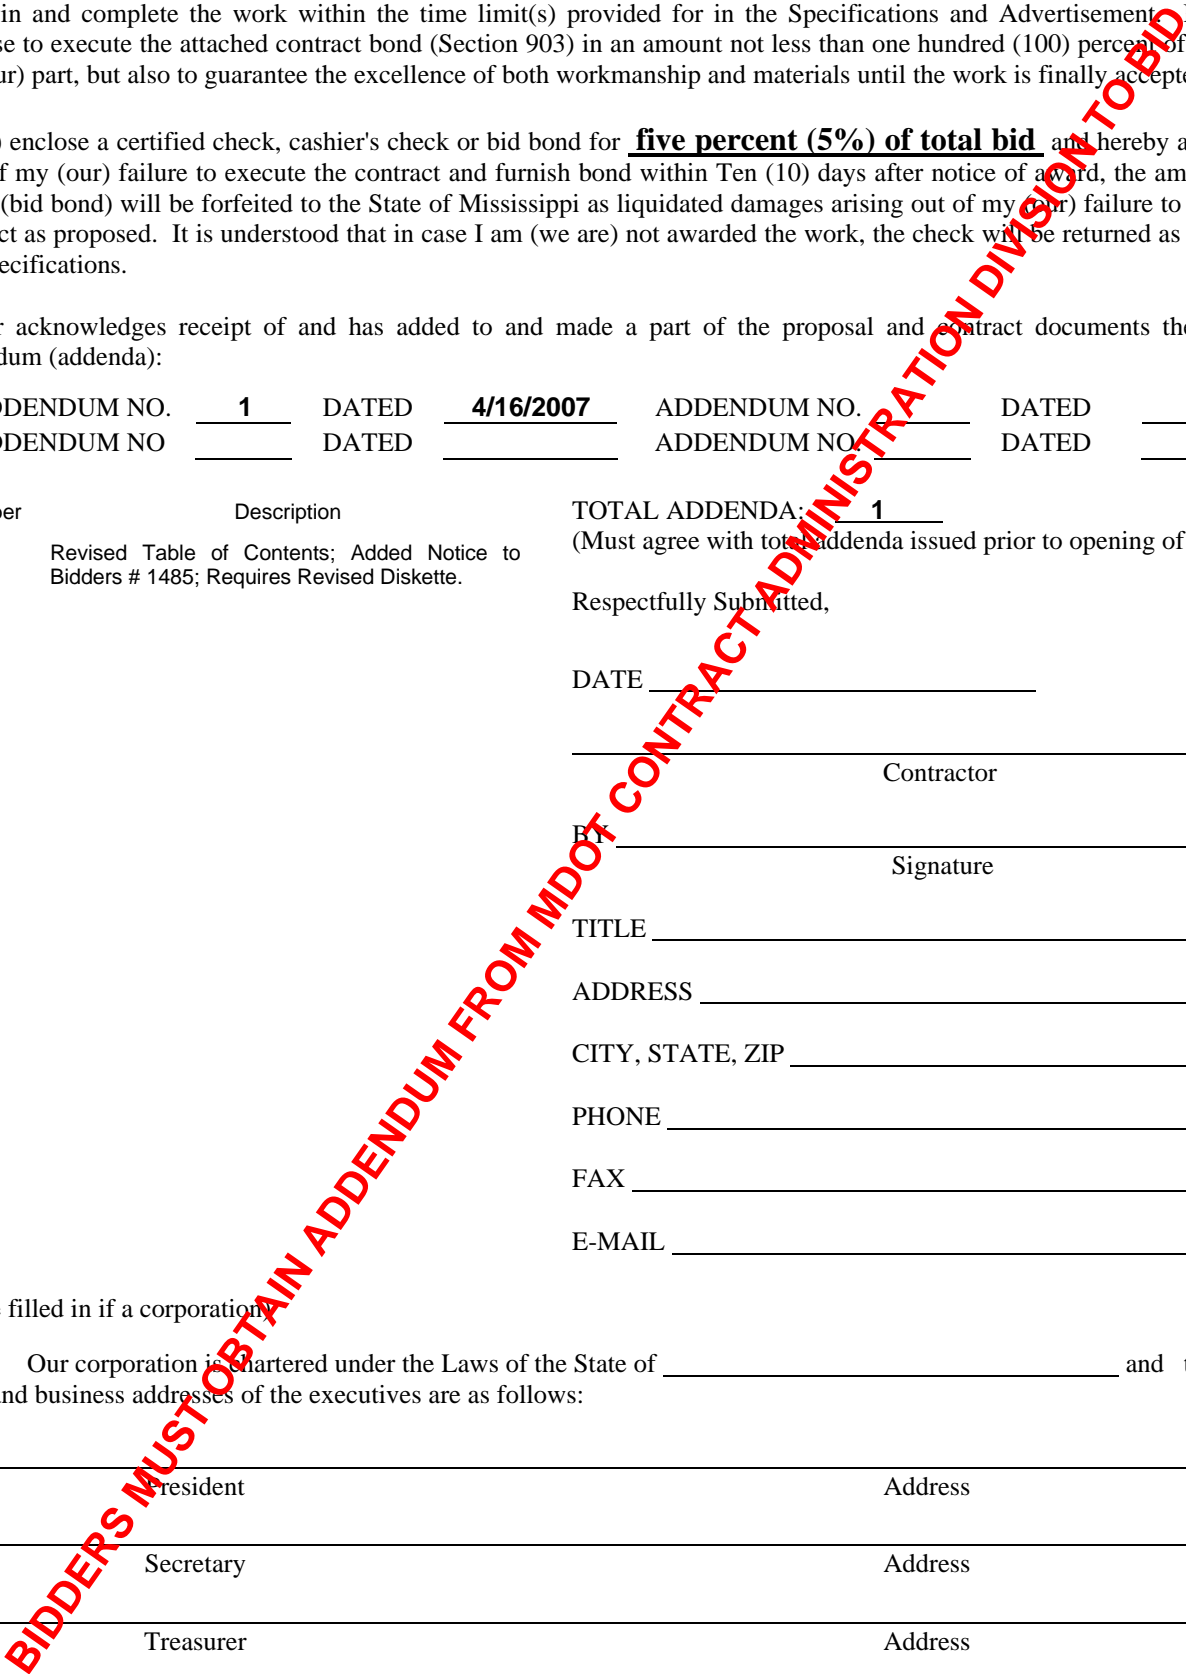 in and complete the work within the time limit(s) provided for in the Specifications and Advertisement.
se to execute the attached contract bond (Section 903) in an amount not less than one hundred (100) percent of
ur) part, but also to guarantee the excellence of both workmanship and materials until the work is finally accepte
) enclose a certified check, cashier's check or bid bond for five percent (5%) of total bid and hereby a
f my (our) failure to execute the contract and furnish bond within Ten (10) days after notice of award, the am
(bid bond) will be forfeited to the State of Mississippi as liquidated damages arising out of my (our) failure to
ct as proposed. It is understood that in case I am (we are) not awarded the work, the check will be returned as
ecifications.
r acknowledges receipt of and has added to and made a part of the proposal and contract documents the
dum (addenda):
DDENDUM NO. 1 DATED 4/16/2007 ADDENDUM NO. DATED
DDENDUM NO DATED ADDENDUM NO. DATED
ber Description TOTAL ADDENDA: 1
(Must agree with total addenda issued prior to opening of
Revised Table of Contents; Added Notice to
Bidders # 1485; Requires Revised Diskette.
Respectfully Submitted,
DATE
Contractor
BY
Signature
TITLE
ADDRESS
CITY, STATE, ZIP
PHONE
FAX
E-MAIL
filled in if a corporation)
Our corporation is chartered under the Laws of the State of and t
and business addresses of the executives are as follows:
President Address
Secretary Address
Treasurer Address
BIDDERS MUST OBTAIN ADDENDUM FROM MDOT CONTRACT ADMINISTRATION DIVISION TO BID